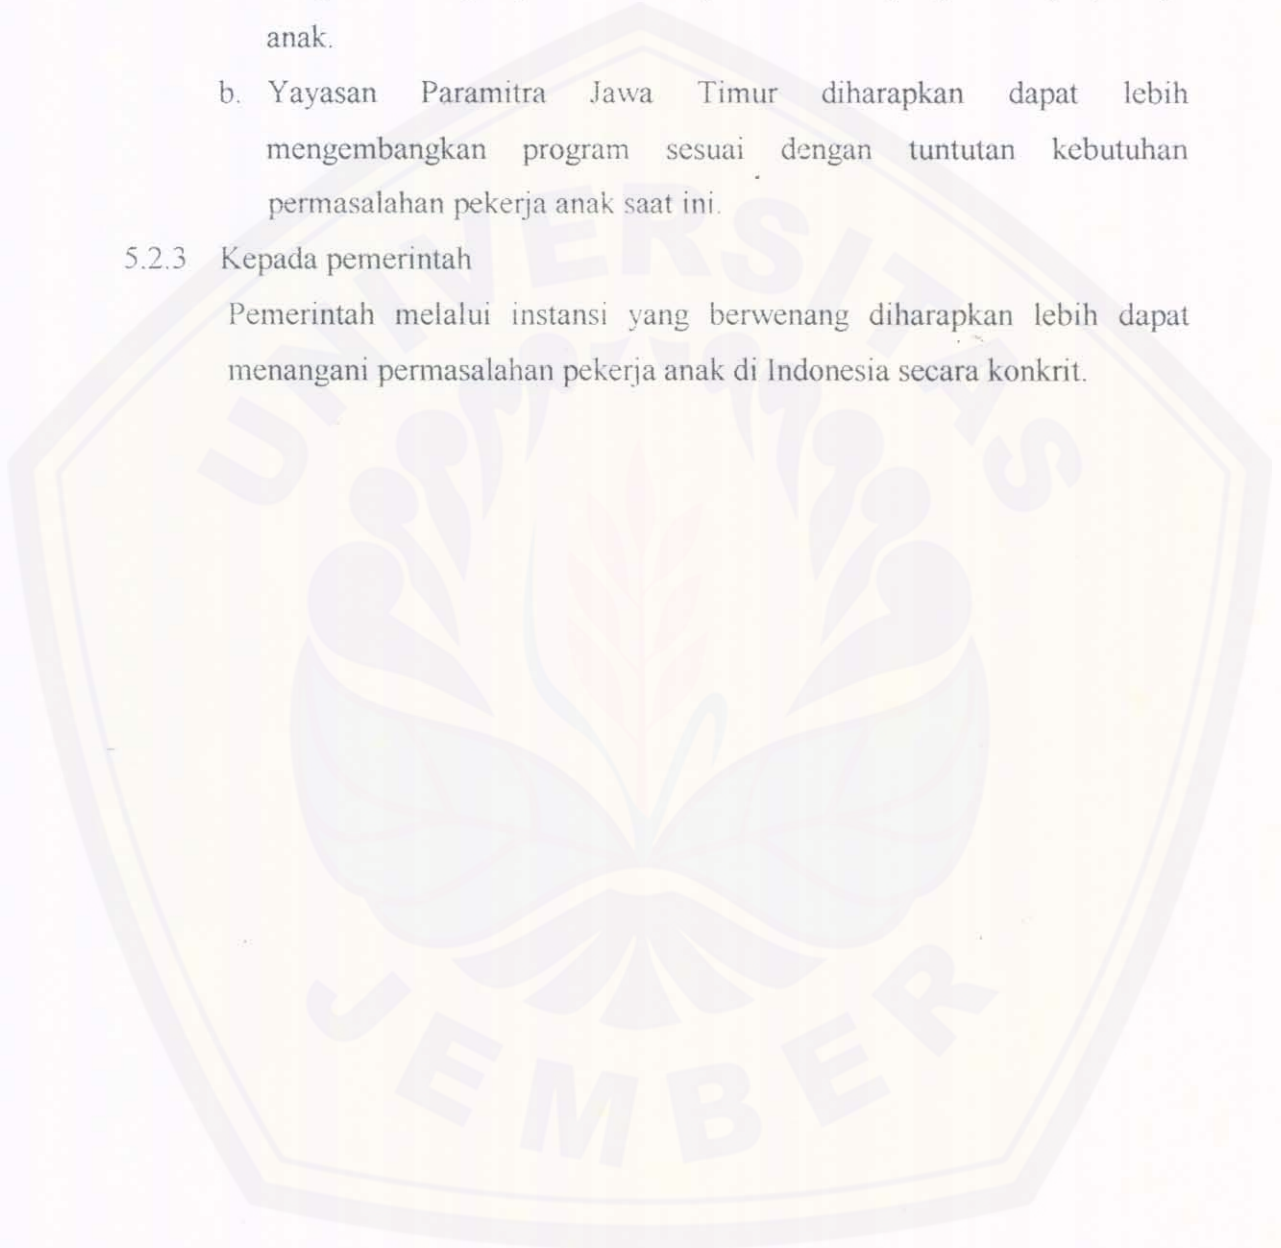 anak.
b. Yayasan Paramitra Jawa Timur diharapkan dapat lebih
mengembangkan program sesuai dengan tuntutan kebutuhan
permasalahan pekerja anak saat ini.
5.2.3 Kepada pemerintah
Pemerintah melalui instansi yang berwenang diharapkan lebih dapat
menangani permasalahan pekerja anak di Indonesia secara konkrit.
UNIVERSITAS
JEMBER